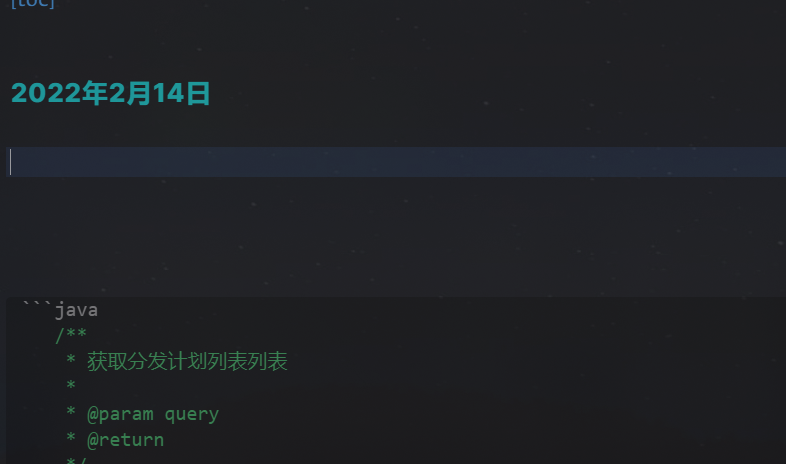 [toc]
2022年2月14日
```java
/**
* 获取分发计划列表列表
*
* @param query
* @return
*/